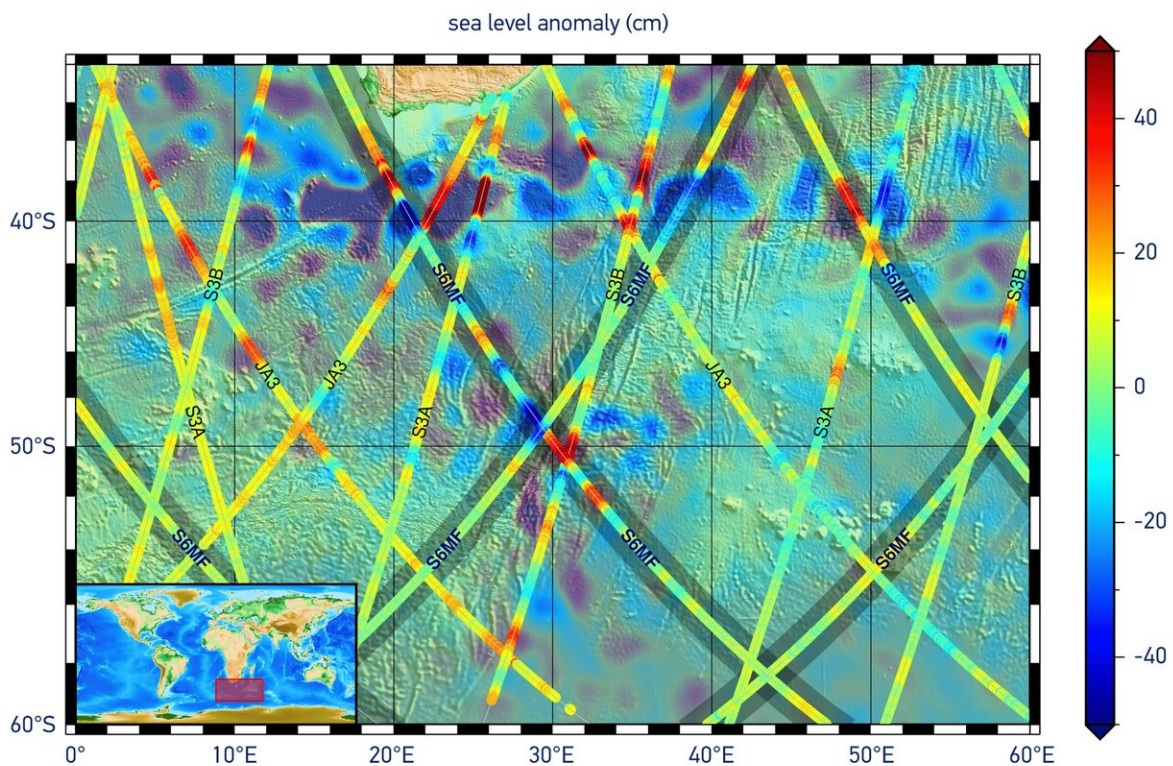 sea level anomaly (cm)
40
20
0
-20
-40
40°S
50°S
60°S
0°
10°E
20°E
30°E
40°E
50°E
60°E
S3B
S6MF
S3B
S6MF
S6MF
S3B
JA3
JA3
JA3
S3A
S3A
S3A
S6MF
S6MF
S6MF
S6MF